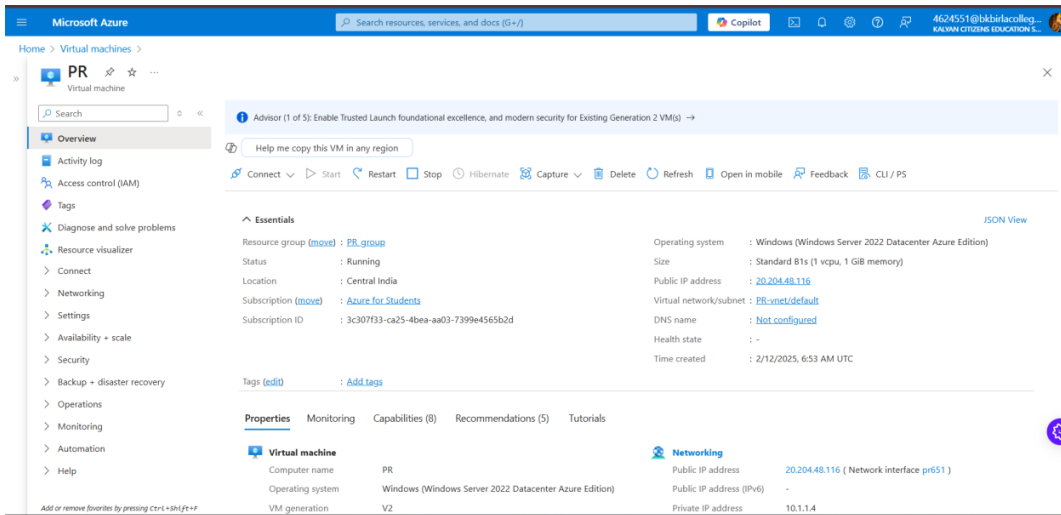 Microsoft Azure
Search resources, services, and docs (G+/)
Copilot
4624551@bkbirlacolleg...
KALYAN CITIZENS EDUCATION S...
Home > Virtual machines >
PR
Virtual machine
Search
Overview
Activity log
Access control (IAM)
Tags
Diagnose and solve problems
Resource visualizer
Connect
Networking
Settings
Availability + scale
Security
Backup + disaster recovery
Operations
Monitoring
Automation
Help
Add or remove favorites by pressing Ctrl+Shift+F
Advisor (1 of 5): Enable Trusted Launch foundational excellence, and modern security for Existing Generation 2 VM(s) →
Help me copy this VM in any region
Connect Start Restart Stop Hibernate Capture Delete Refresh Open in mobile Feedback CLI / PS
Essentials
JSON View
Resource group (move) : PR_group
Status : Running
Location : Central India
Subscription (move) : Azure for Students
Subscription ID : 3c307f33-ca25-4bea-aa03-7399e4565b2d
Operating system : Windows (Windows Server 2022 Datacenter Azure Edition)
Size : Standard B1s (1 vcpu, 1 GiB memory)
Public IP address : 20.204.48.116
Virtual network/subnet : PR-vnet/default
DNS name : Not configured
Health state : -
Time created : 2/12/2025, 6:53 AM UTC
Tags (edit) : Add tags
Properties Monitoring Capabilities (8) Recommendations (5) Tutorials
Virtual machine
Computer name PR
Operating system Windows (Windows Server 2022 Datacenter Azure Edition)
VM generation V2
Networking
Public IP address 20.204.48.116 ( Network interface pr651 )
Public IP address (IPv6) -
Private IP address 10.1.1.4